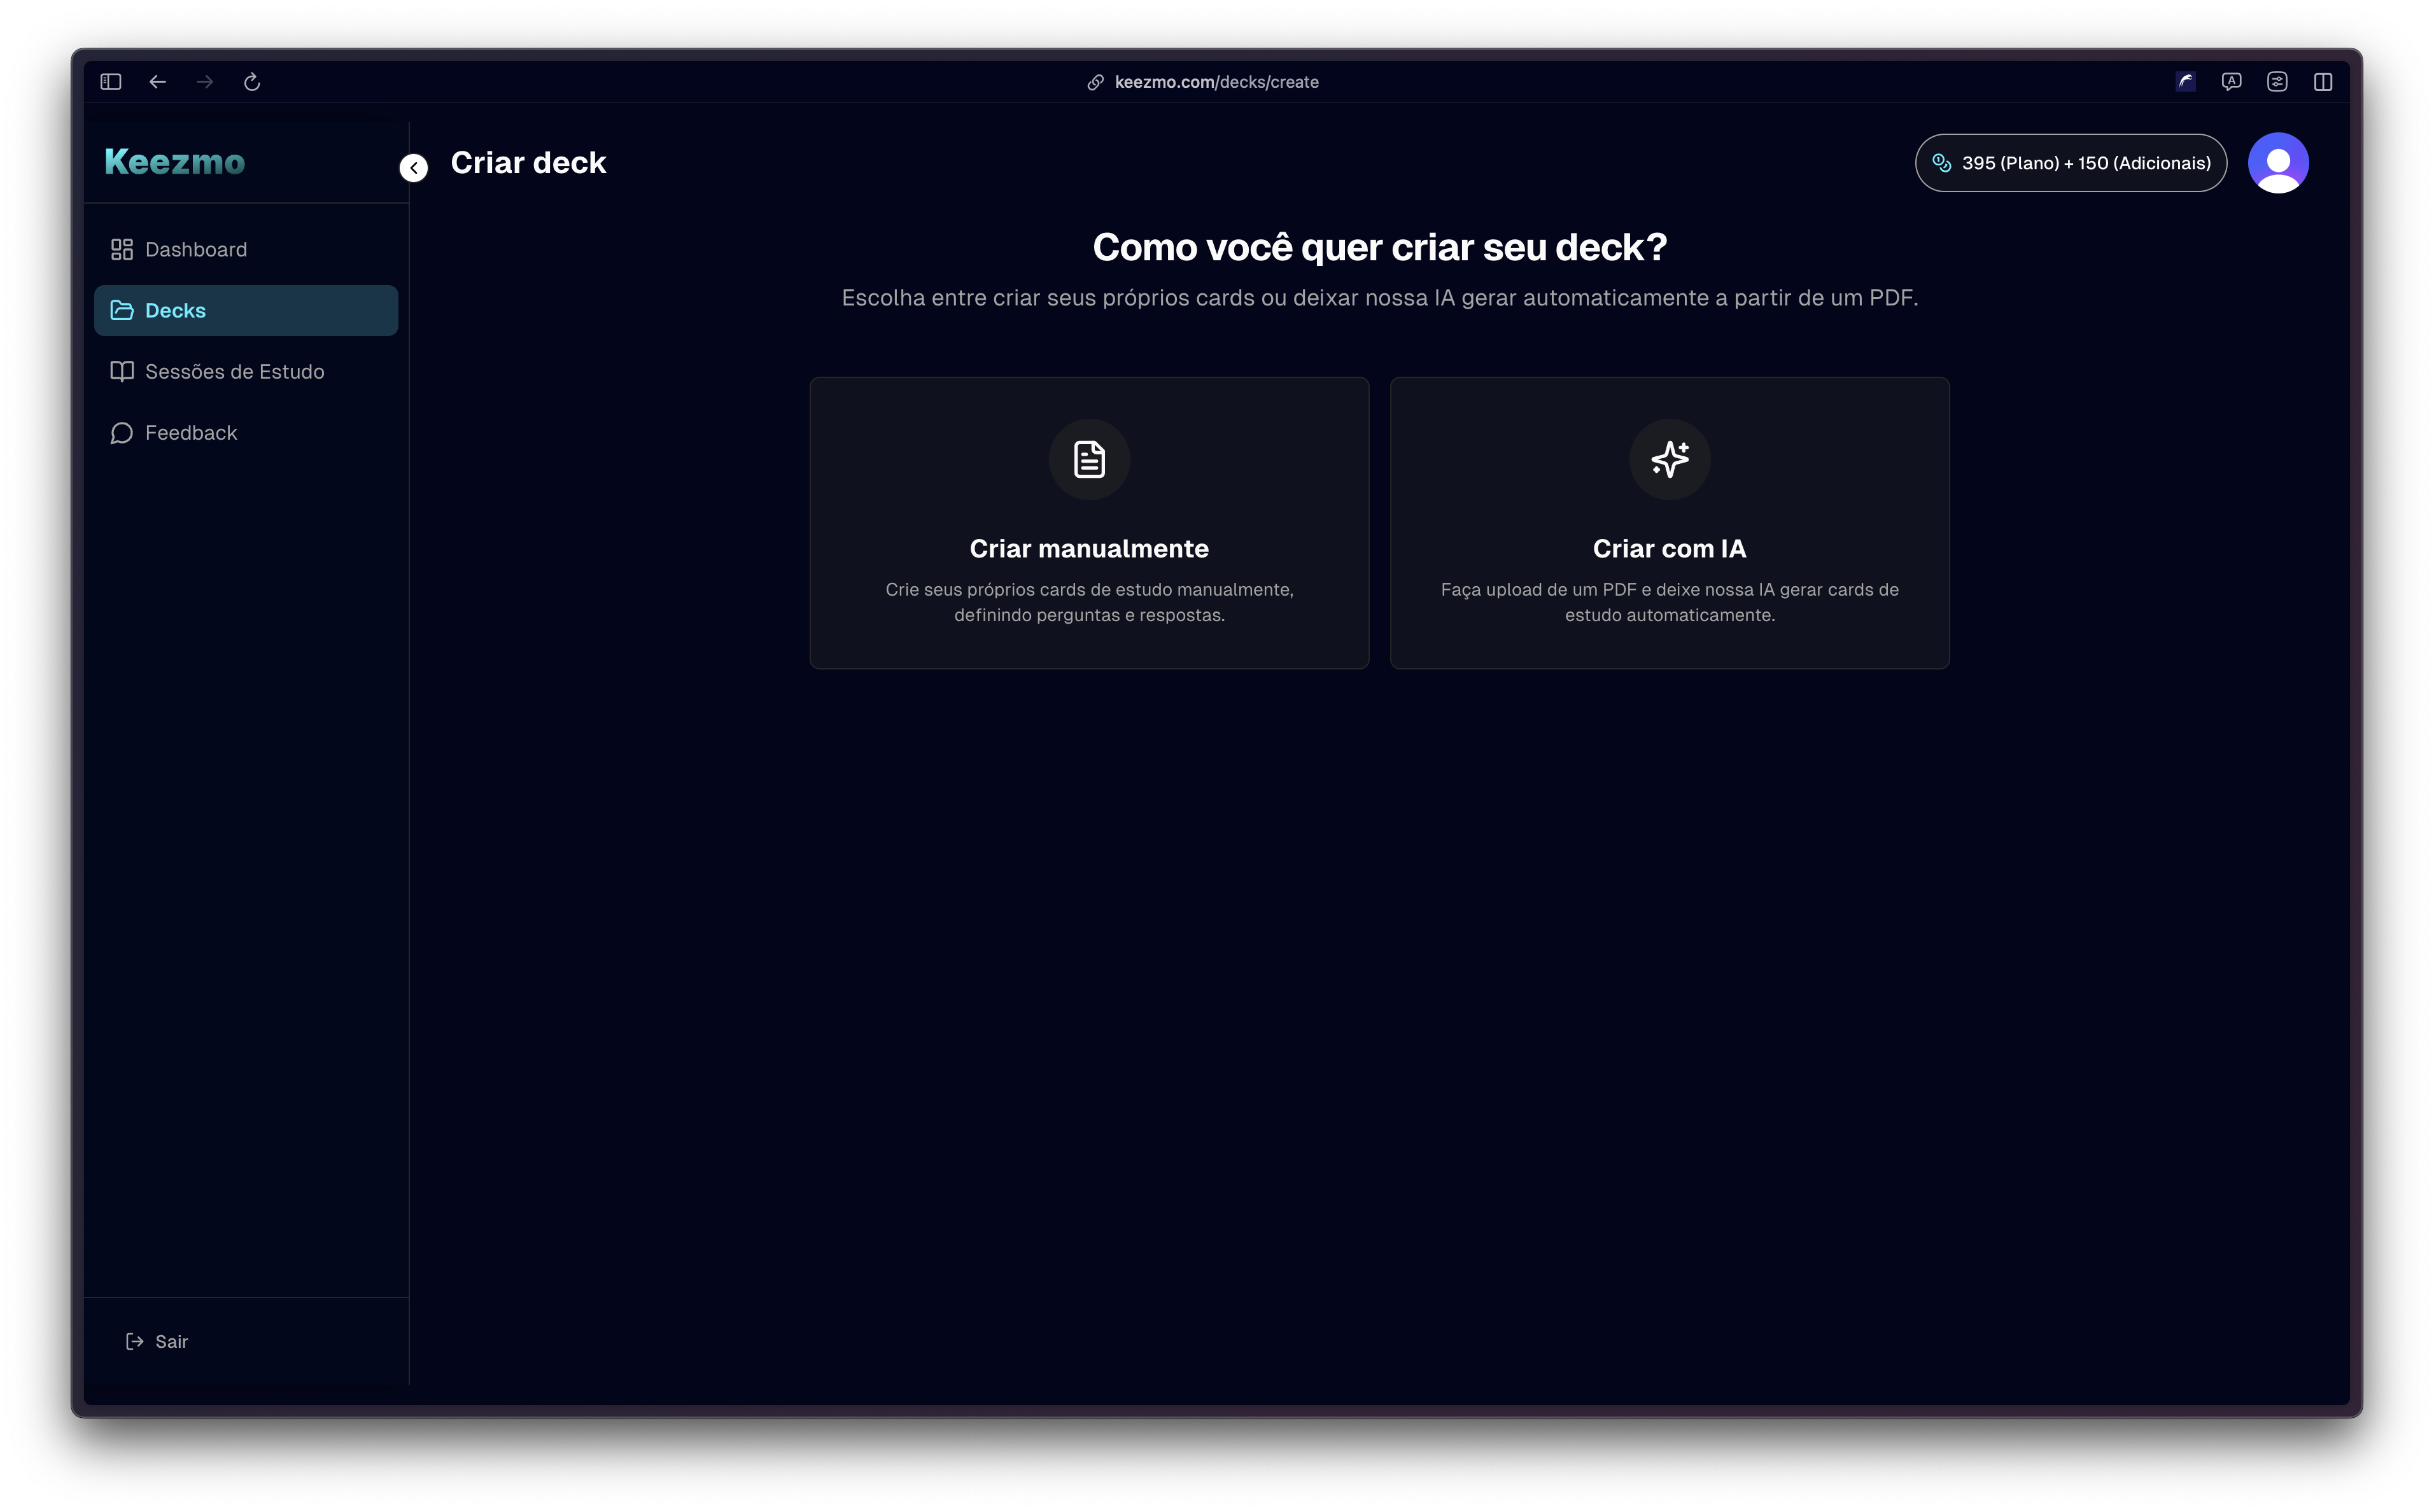 keezmo.com/decks/create
Keezmo
Criar deck
395 (Plano) + 150 (Adicionais)
Dashboard
Decks
Sessões de Estudo
Feedback
Como você quer criar seu deck?
Escolha entre criar seus próprios cards ou deixar nossa IA gerar automaticamente a partir de um PDF.
Criar manualmente
Crie seus próprios cards de estudo manualmente,
definindo perguntas e respostas.
Criar com IA
Faça upload de um PDF e deixe nossa IA gerar cards de
estudo automaticamente.
Sair